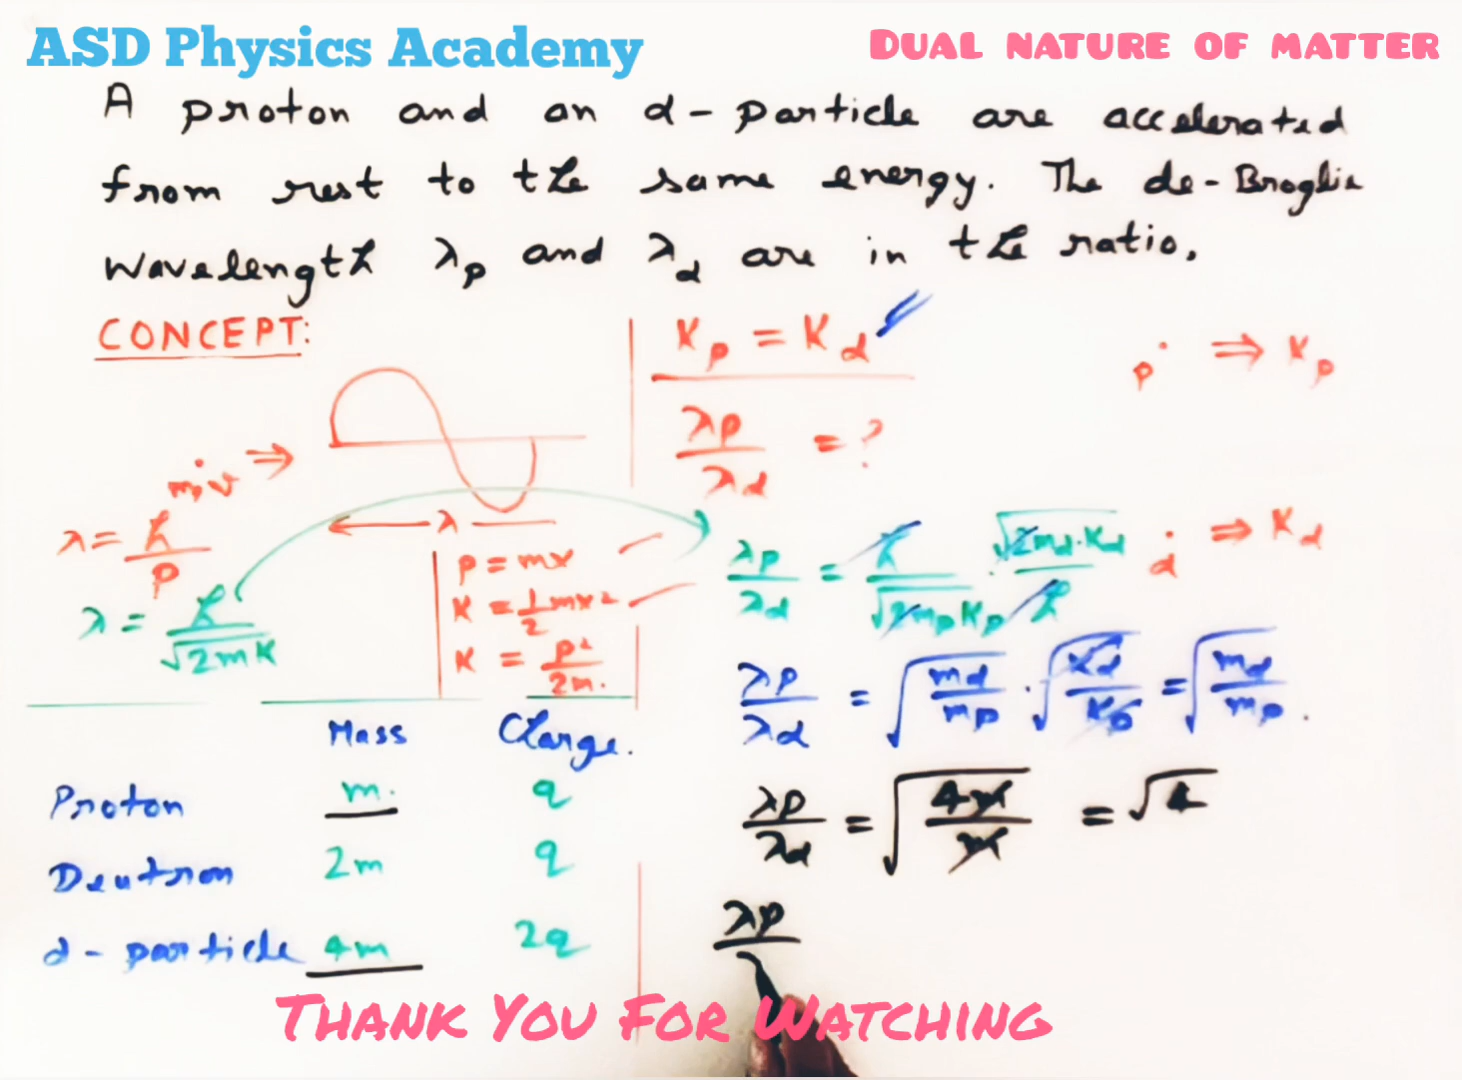 ASD Physics Academy
DUAL NATURE OF MATTER
A proton and an α-particle are accelerated
from rest to the same energy. The de-Broglie
wavelength λp and λα are in the ratio.
CONCEPT:
Kp = Kα
p ⇒ Kp
λp/λα = ?
mp, v ⇒
λ
λ = h/p
λ = h/√2mK
p = mv
K = 1/2 mv²
K = p²/2m.
α ⇒ Kα
λp/λα = h/√2mpKp . √2mα.Kα/h
λp/λα = √mα/mp . √Kα/Kp = √mα/mp .
λp/λα = √4m/m = √4
λp
Mass Charge.
Proton m. q
Deutron 2m q
α-particle 4m 2q
THANK YOU FOR WATCHING